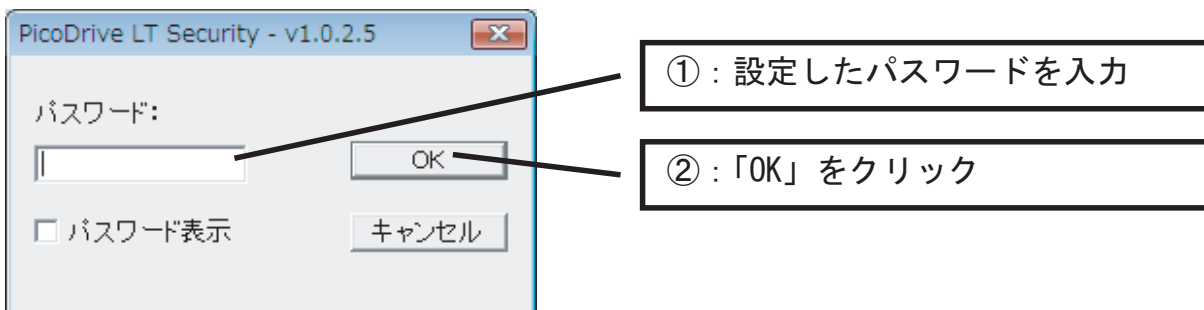 PicoDrive LT Security - v1.0.2.5
パスワード:
OK
パスワード表示
キャンセル
①：設定したパスワードを入力
②：「OK」をクリック